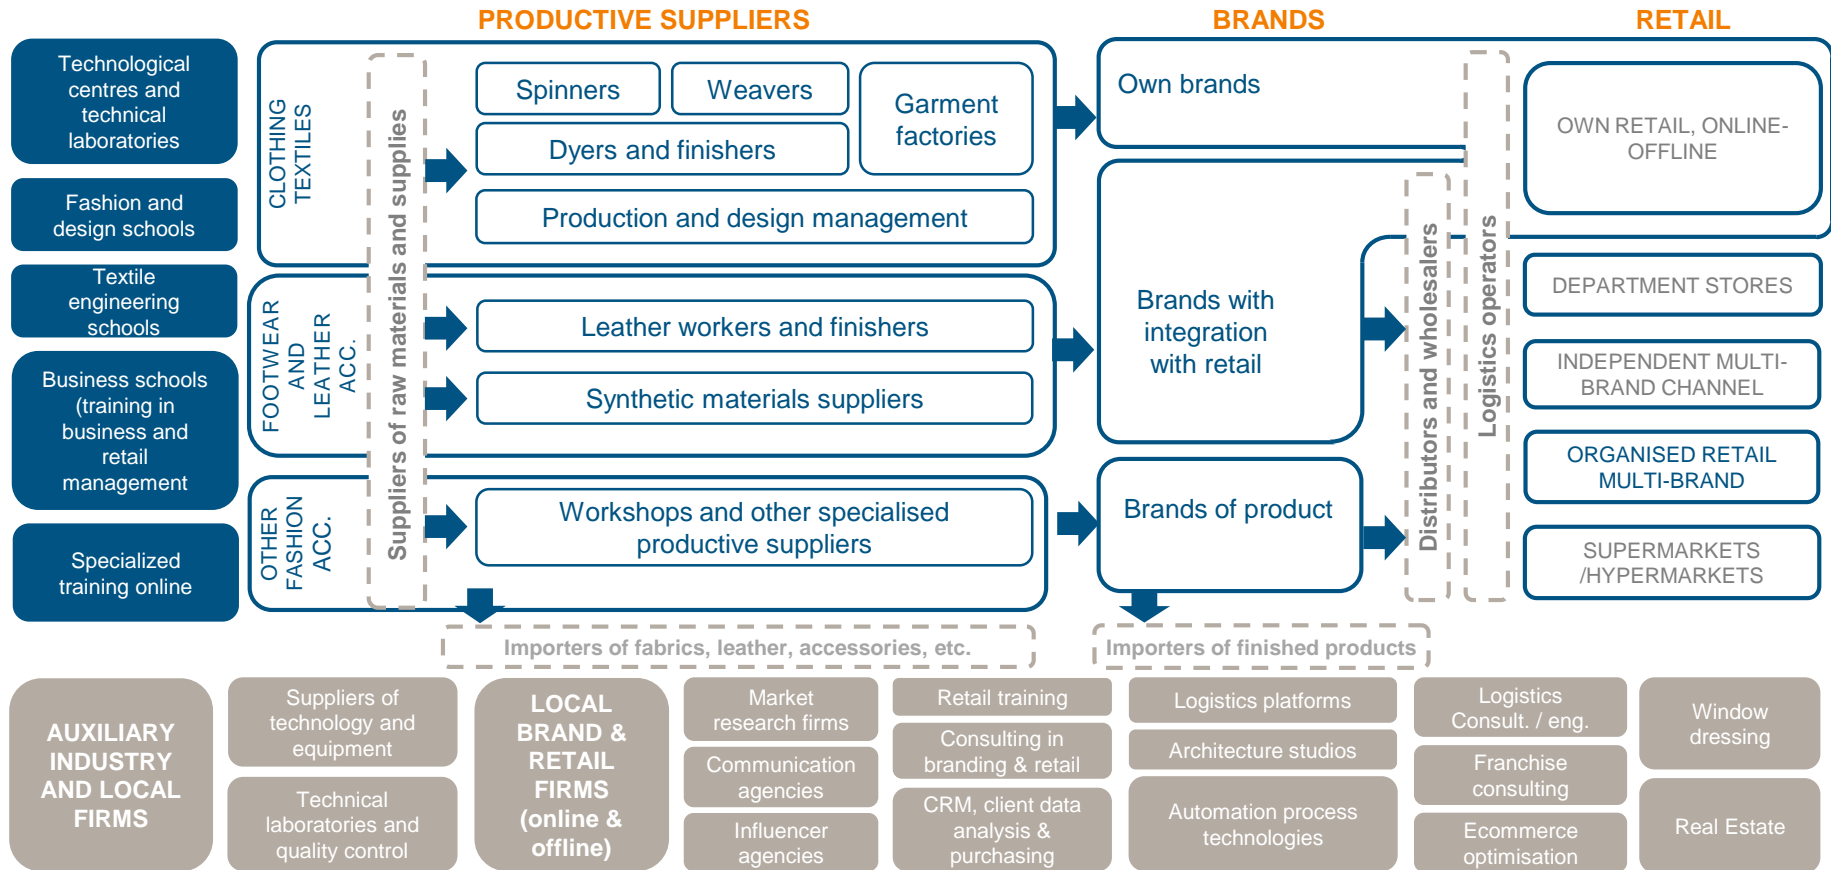 PRODUCTIVE SUPPLIERS
BRANDS
RETAIL
Technological
centres and
technical
laboratories
Fashion and
design schools
Textile
engineering
schools
Business schools
(training in
business and
retail
management
Specialized
training online
CLOTHING
TEXTILES
FOOTWEAR
AND
LEATHER
ACC.
OTHER
FASHION
ACC.
Suppliers of raw materials and supplies
Spinners
Weavers
Garment
factories
Dyers and finishers
Production and design management
Leather workers and finishers
Synthetic materials suppliers
Workshops and other specialised
productive suppliers
Own brands
Brands with
integration
with retail
Brands of product
Distributors and wholesalers
Logistics operators
OWN RETAIL, ONLINE-
OFFLINE
DEPARTMENT STORES
INDEPENDENT MULTI-
BRAND CHANNEL
ORGANISED RETAIL
MULTI-BRAND
SUPERMARKETS
/HYPERMARKETS
Importers of fabrics, leather, accessories, etc.
Importers of finished products
AUXILIARY
INDUSTRY
AND LOCAL
FIRMS
Suppliers of
technology and
equipment
Technical
laboratories and
quality control
LOCAL
BRAND &
RETAIL
FIRMS
(online &
offline)
Market
research firms
Communication
agencies
Influencer
agencies
Retail training
Consulting in
branding & retail
CRM, client data
analysis &
purchasing
Logistics platforms
Architecture studios
Automation process
technologies
Logistics
Consult. / eng.
Franchise
consulting
Ecommerce
optimisation
Window
dressing
Real Estate